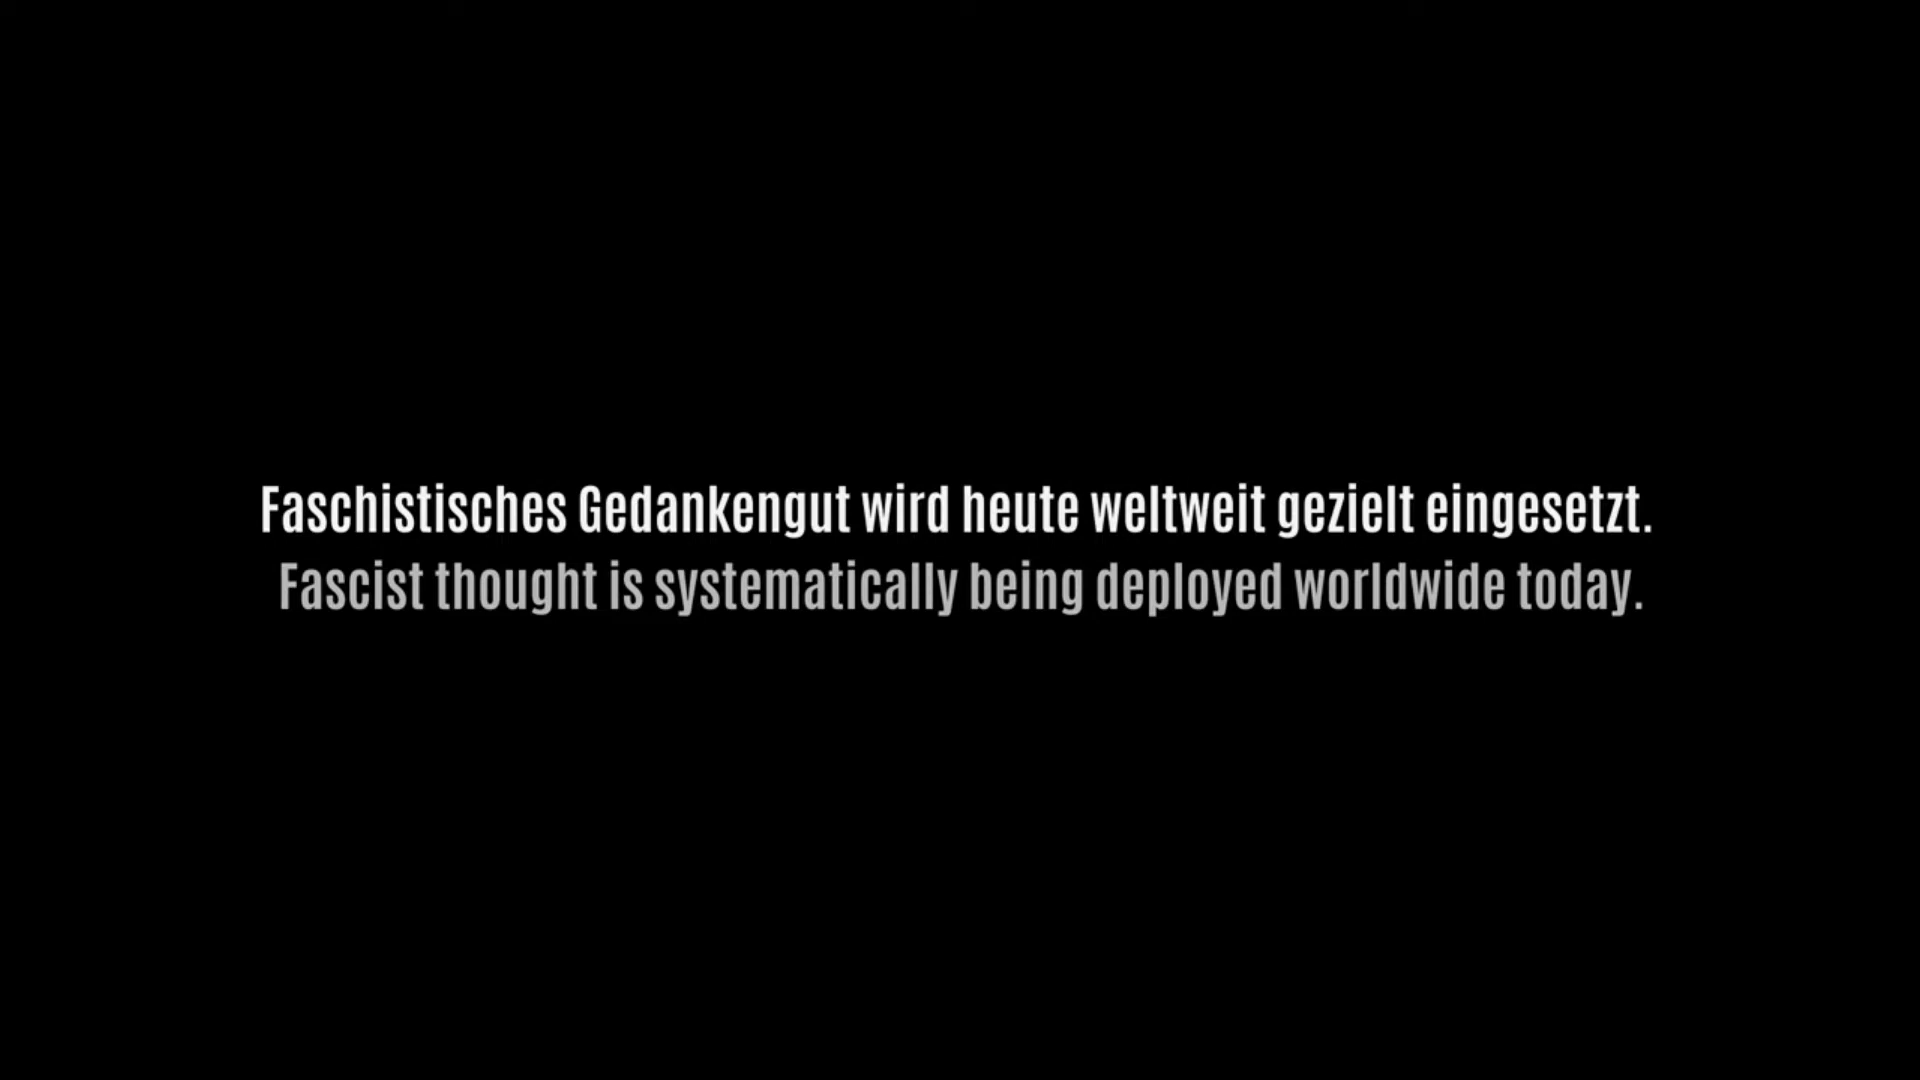 Faschistisches Gedankengut wird heute weltweit gezielt eingesetzt.
Fascist thought is systematically being deployed worldwide today.